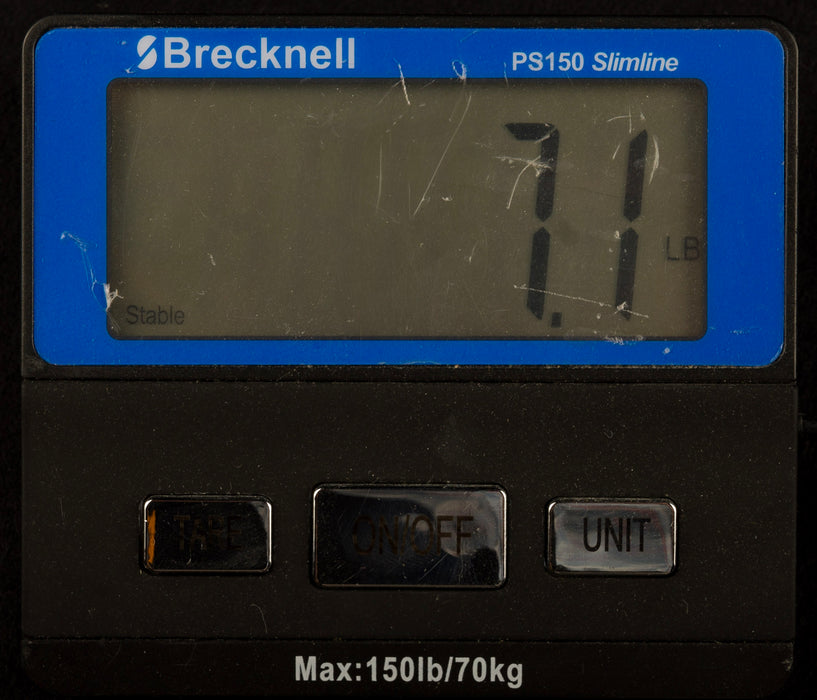 Brecknell
PS150 Slimline
7.1
LB
Stable
TARE
ON/OFF
UNIT
Max:150lb/70kg